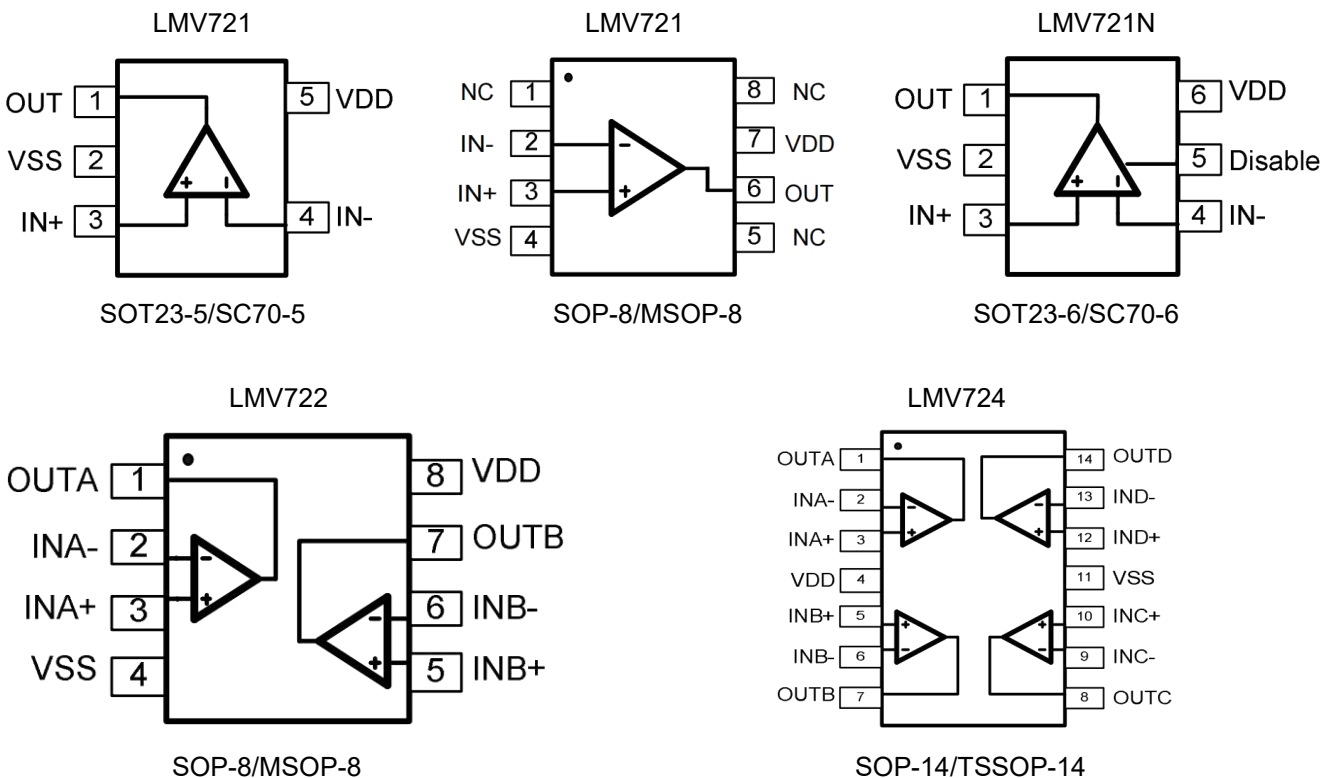 LMV721
OUT 1
5 VDD
VSS 2
IN+ 3
4 IN-
+ -
SOT23-5/SC70-5
LMV721
NC 1
8 NC
IN- 2
7 VDD
IN+ 3
6 OUT
VSS 4
5 NC
-
+
SOP-8/MSOP-8
LMV721N
OUT 1
6 VDD
VSS 2
5 Disable
IN+ 3
4 IN-
+ -
SOT23-6/SC70-6
LMV722
OUTA 1
8 VDD
INA- 2
7 OUTB
INA+ 3
6 INB-
VSS 4
5 INB+
-
+
-
+
SOP-8/MSOP-8
LMV724
OUTA 1
14 OUTD
INA- 2
13 IND-
INA+ 3
12 IND+
VDD 4
11 VSS
INB+ 5
10 INC+
INB- 6
9 INC-
OUTB 7
8 OUTC
- -
+ +
+ +
- -
SOP-14/TSSOP-14